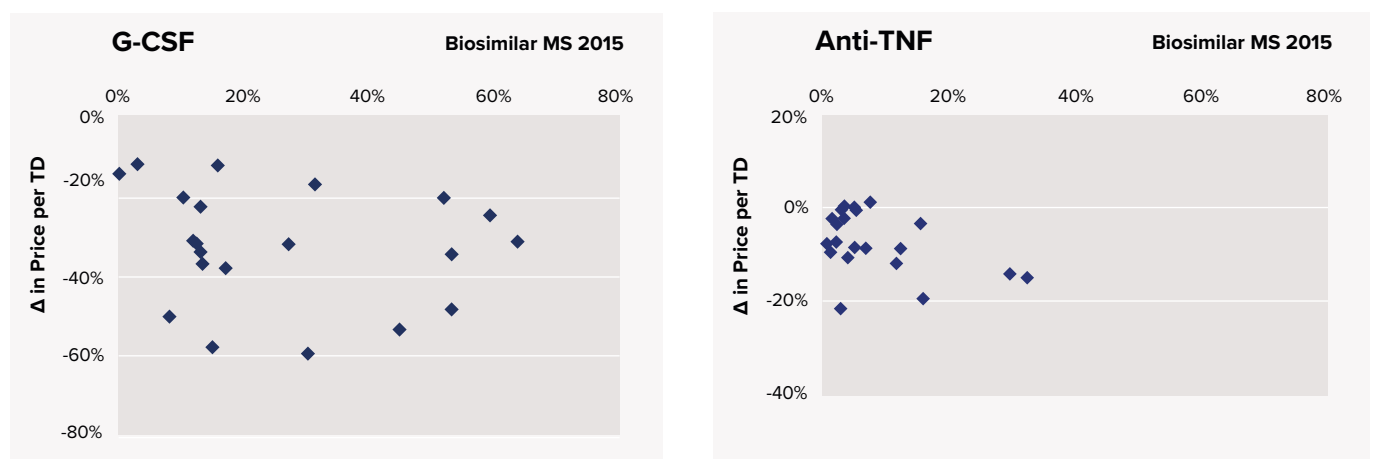 G-CSF
Biosimilar MS 2015
0% 20% 40% 60% 80%
0%
-20%
-40%
-60%
-80%
Δ in Price per TD
Anti-TNF
Biosimilar MS 2015
0% 20% 40% 60% 80%
20%
0%
-20%
-40%
Δ in Price per TD